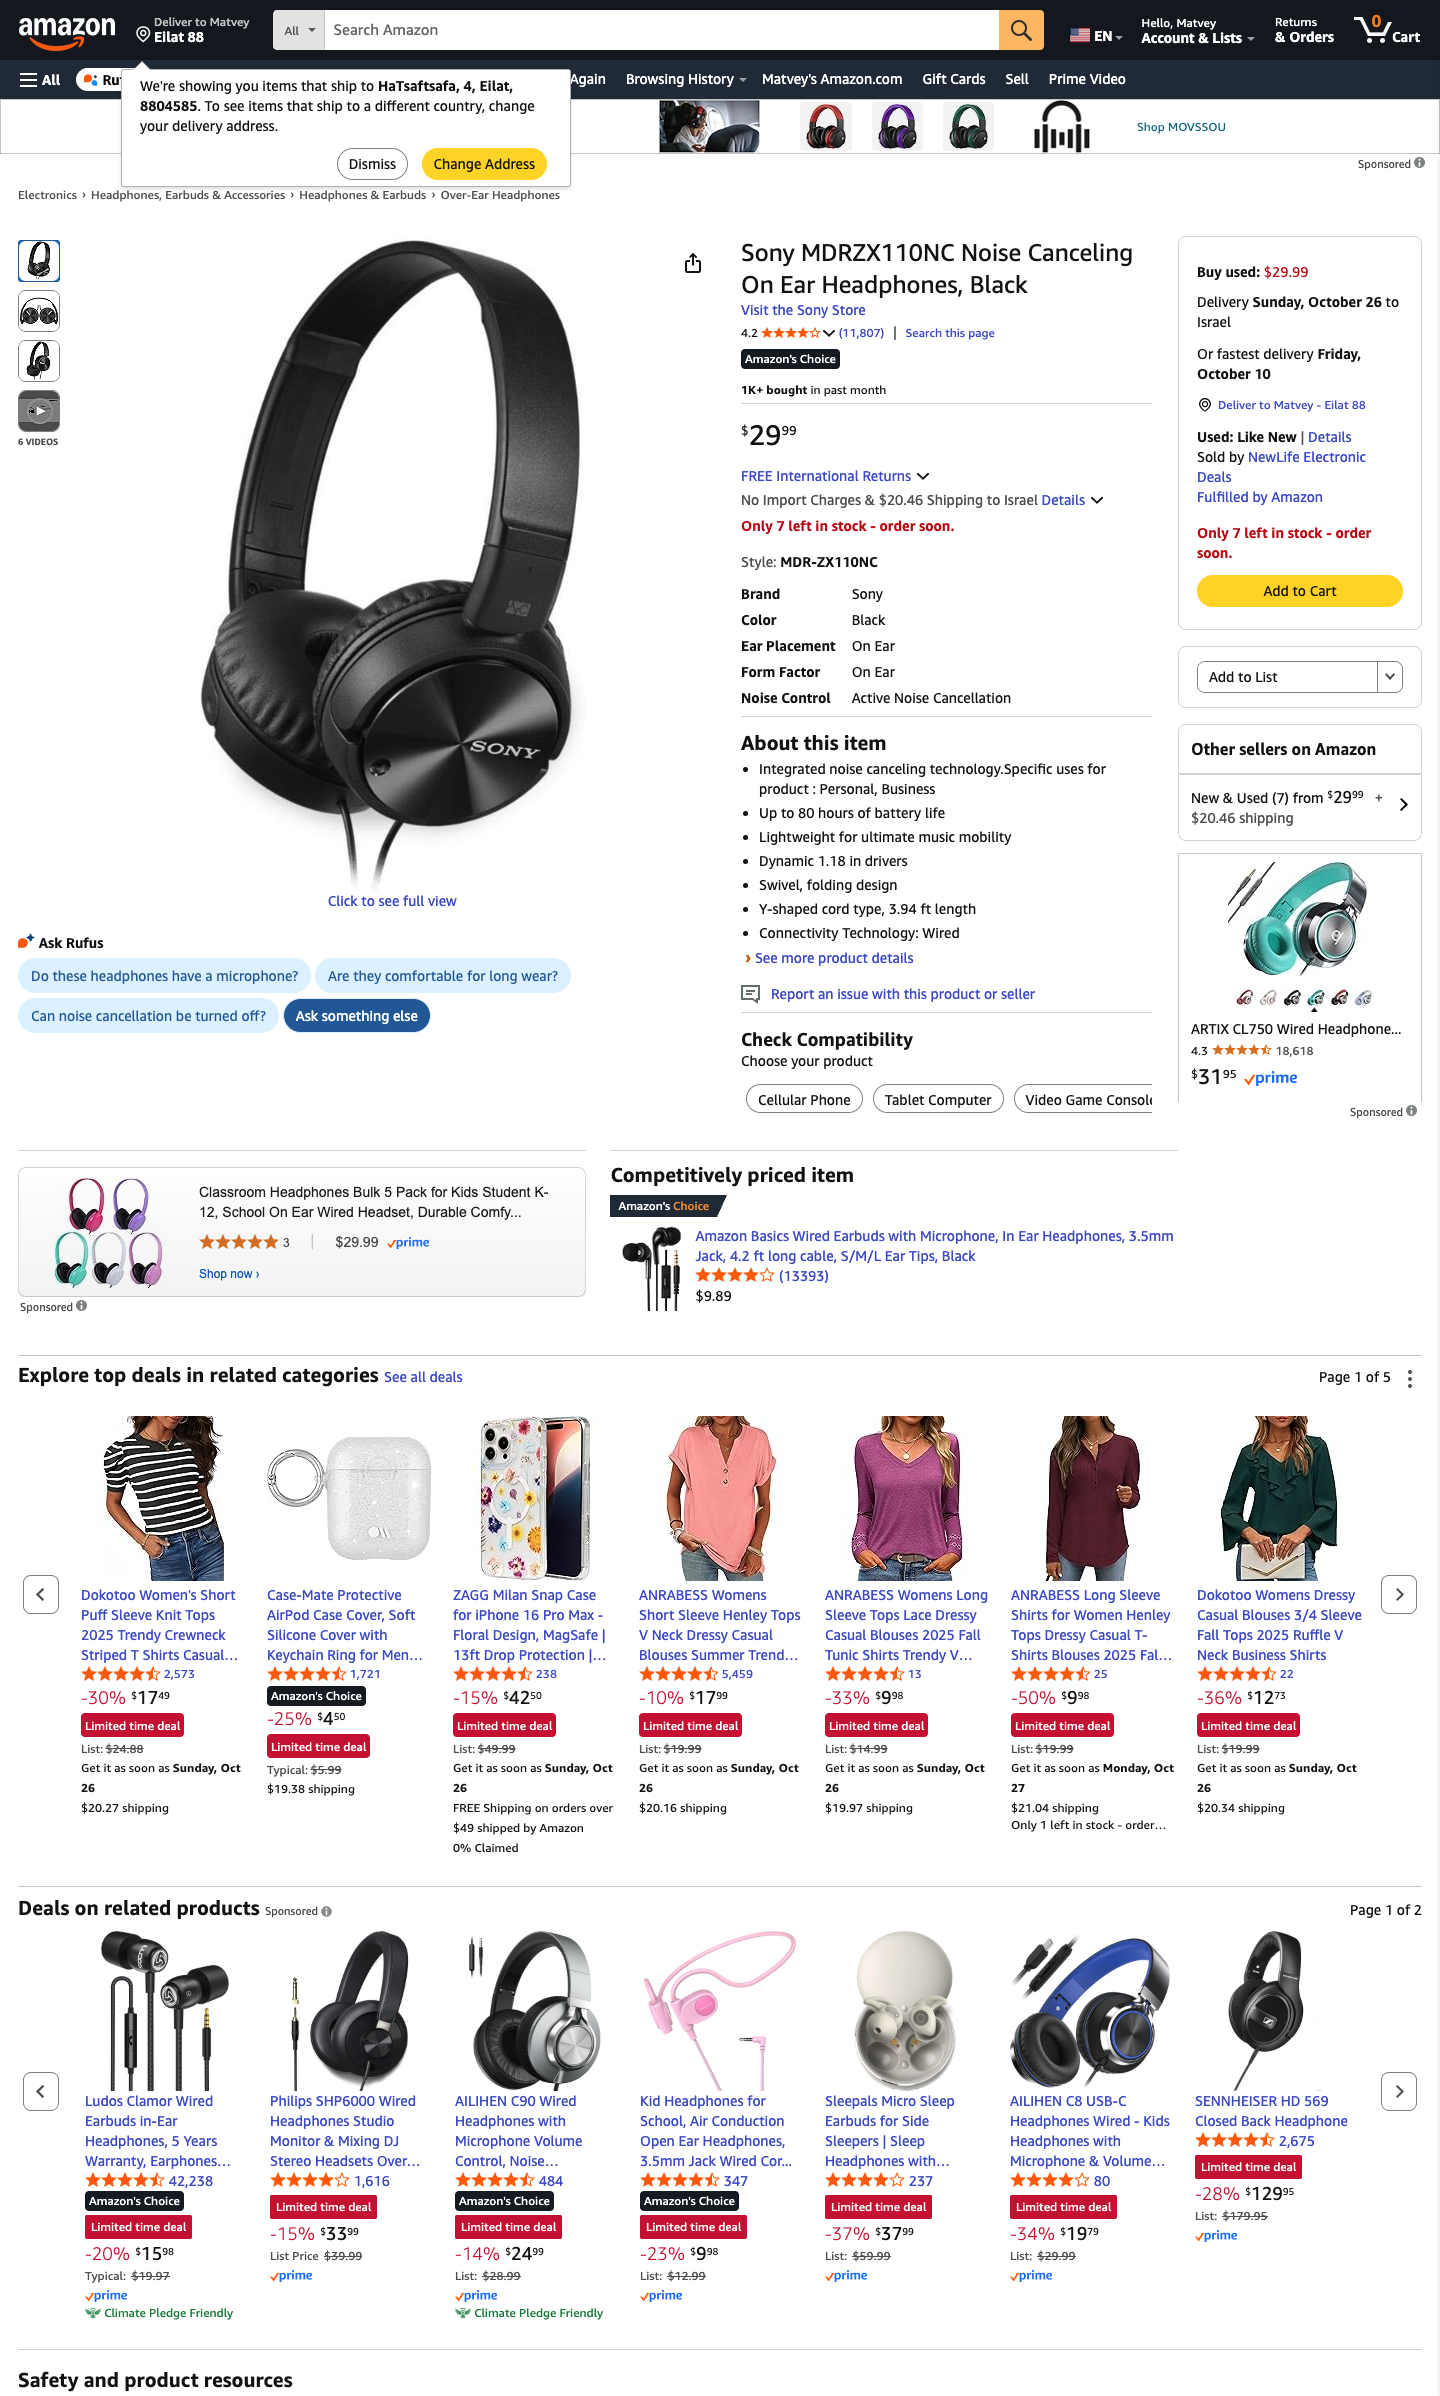 amazon
Deliver to Matvey
Eilat 88
All
Search Amazon
EN
Hello, Matvey
Account & Lists
Returns
& Orders
0
Cart
All
Ru
Again
Browsing History
Matvey's Amazon.com
Gift Cards
Sell
Prime Video
We're showing you items that ship to HaTsaftsafa, 4, Eilat,
8804585. To see items that ship to a different country, change
your delivery address.
Dismiss
Change Address
Shop MOVSSOU
Sponsored
Electronics › Headphones, Earbuds & Accessories › Headphones & Earbuds › Over-Ear Headphones
6 VIDEOS
SONY
Click to see full view
Ask Rufus
Do these headphones have a microphone?
Are they comfortable for long wear?
Can noise cancellation be turned off?
Ask something else
Sony MDRZX110NC Noise Canceling
On Ear Headphones, Black
Visit the Sony Store
4.2 (11,807) | Search this page
Amazon's Choice
1K+ bought in past month
$29 99
FREE International Returns
No Import Charges & $20.46 Shipping to Israel Details
Only 7 left in stock - order soon.
Style: MDR-ZX110NC
Brand Sony
Color Black
Ear Placement On Ear
Form Factor On Ear
Noise Control Active Noise Cancellation
About this item
• Integrated noise canceling technology.Specific uses for
product : Personal, Business
• Up to 80 hours of battery life
• Lightweight for ultimate music mobility
• Dynamic 1.18 in drivers
• Swivel, folding design
• Y-shaped cord type, 3.94 ft length
• Connectivity Technology: Wired
› See more product details
Report an issue with this product or seller
Check Compatibility
Choose your product
Cellular Phone
Tablet Computer
Video Game Console
Buy used: $29.99
Delivery Sunday, October 26 to
Israel
Or fastest delivery Friday,
October 10
Deliver to Matvey - Eilat 88
Used: Like New | Details
Sold by NewLife Electronic
Deals
Fulfilled by Amazon
Only 7 left in stock - order
soon.
Add to Cart
Add to List
Other sellers on Amazon
New & Used (7) from $29 99 +
$20.46 shipping
ARTIX CL750 Wired Headphone...
4.3 18,618
$31 95 prime
Sponsored
Classroom Headphones Bulk 5 Pack for Kids Student K-
12, School On Ear Wired Headset, Durable Comfy...
3 | $29.99 prime
Shop now ›
Sponsored
Competitively priced item
Amazon's Choice
Amazon Basics Wired Earbuds with Microphone, In Ear Headphones, 3.5mm
Jack, 4.2 ft long cable, S/M/L Ear Tips, Black
(13393)
$9.89
Explore top deals in related categories See all deals
Page 1 of 5
Dokotoo Women's Short
Puff Sleeve Knit Tops
2025 Trendy Crewneck
Striped T Shirts Casual...
2,573
-30% $17 49
Limited time deal
List: $24.88
Get it as soon as Sunday, Oct
26
$20.27 shipping
Case-Mate Protective
AirPod Case Cover, Soft
Silicone Cover with
Keychain Ring for Men...
1,721
Amazon's Choice
-25% $4 50
Limited time deal
Typical: $5.99
$19.38 shipping
ZAGG Milan Snap Case
for iPhone 16 Pro Max -
Floral Design, MagSafe |
13ft Drop Protection |...
238
-15% $42 50
Limited time deal
List: $49.99
Get it as soon as Sunday, Oct
26
FREE Shipping on orders over
$49 shipped by Amazon
0% Claimed
ANRABESS Womens
Short Sleeve Henley Tops
V Neck Dressy Casual
Blouses Summer Trend...
5,459
-10% $17 99
Limited time deal
List: $19.99
Get it as soon as Sunday, Oct
26
$20.16 shipping
ANRABESS Womens Long
Sleeve Tops Lace Dressy
Casual Blouses 2025 Fall
Tunic Shirts Trendy V...
13
-33% $9 98
Limited time deal
List: $14.99
Get it as soon as Sunday, Oct
26
$19.97 shipping
ANRABESS Long Sleeve
Shirts for Women Henley
Tops Dressy Casual T-
Shirts Blouses 2025 Fal...
25
-50% $9 98
Limited time deal
List: $19.99
Get it as soon as Monday, Oct
27
$21.04 shipping
Only 1 left in stock - order...
Dokotoo Womens Dressy
Casual Blouses 3/4 Sleeve
Fall Tops 2025 Ruffle V
Neck Business Shirts
22
-36% $12 73
Limited time deal
List: $19.99
Get it as soon as Sunday, Oct
26
$20.34 shipping
Deals on related products Sponsored
Page 1 of 2
Ludos Clamor Wired
Earbuds in-Ear
Headphones, 5 Years
Warranty, Earphones...
42,238
Amazon's Choice
Limited time deal
-20% $15 98
Typical: $19.97
prime
Climate Pledge Friendly
Philips SHP6000 Wired
Headphones Studio
Monitor & Mixing DJ
Stereo Headsets Over...
1,616
Limited time deal
-15% $33 99
List Price $39.99
prime
AILIHEN C90 Wired
Headphones with
Microphone Volume
Control, Noise...
484
Amazon's Choice
Limited time deal
-14% $24 99
List: $28.99
prime
Climate Pledge Friendly
Kid Headphones for
School, Air Conduction
Open Ear Headphones,
3.5mm Jack Wired Cor...
347
Amazon's Choice
Limited time deal
-23% $9 98
List: $12.99
prime
Sleepals Micro Sleep
Earbuds for Side
Sleepers | Sleep
Headphones with...
237
Limited time deal
-37% $37 99
List: $59.99
prime
AILIHEN C8 USB-C
Headphones Wired - Kids
Headphones with
Microphone & Volume...
80
Limited time deal
-34% $19 79
List: $29.99
prime
SENNHEISER HD 569
Closed Back Headphone
2,675
Limited time deal
-28% $129 95
List: $179.95
prime
Safety and product resources